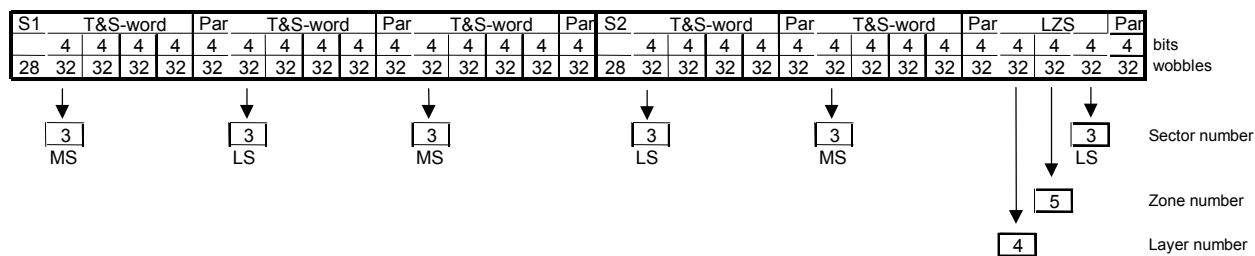 S1 T&S-word Par T&S-word Par T&S-word Par S2 T&S-word Par T&S-word Par LZS Par
4 4 4 4 4 4 4 4 4 4 4 4 4 4 4 4 4 4 4 4 4 4 4 4 4 4 4 4 4 bits
28 32 32 32 32 32 32 32 32 32 32 32 32 32 32 32 28 32 32 32 32 32 32 32 32 32 32 32 32 32 32 wobbles
3 3 3 3 3 3 Sector number
MS LS MS LS MS LS
5 Zone number
4 Layer number